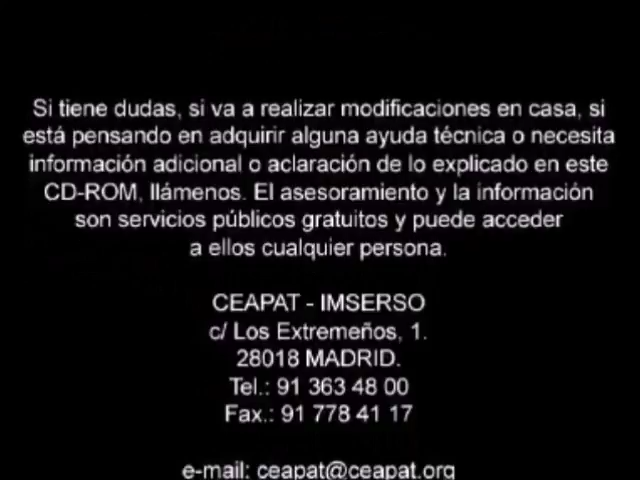 Si tiene dudas, si va a realizar modificaciones en casa, si
está pensando en adquirir alguna ayuda técnica o necesita
información adicional o aclaración de lo explicado en este
CD-ROM, llámenos. El asesoramiento y la información
son servicios públicos gratuitos y puede acceder
a ellos cualquier persona.
CEAPAT - IMSERSO
c/ Los Extremeños, 1.
28018 MADRID.
Tel.: 91 363 48 00
Fax.: 91 778 41 17
e-mail: ceapat@ceapat.org